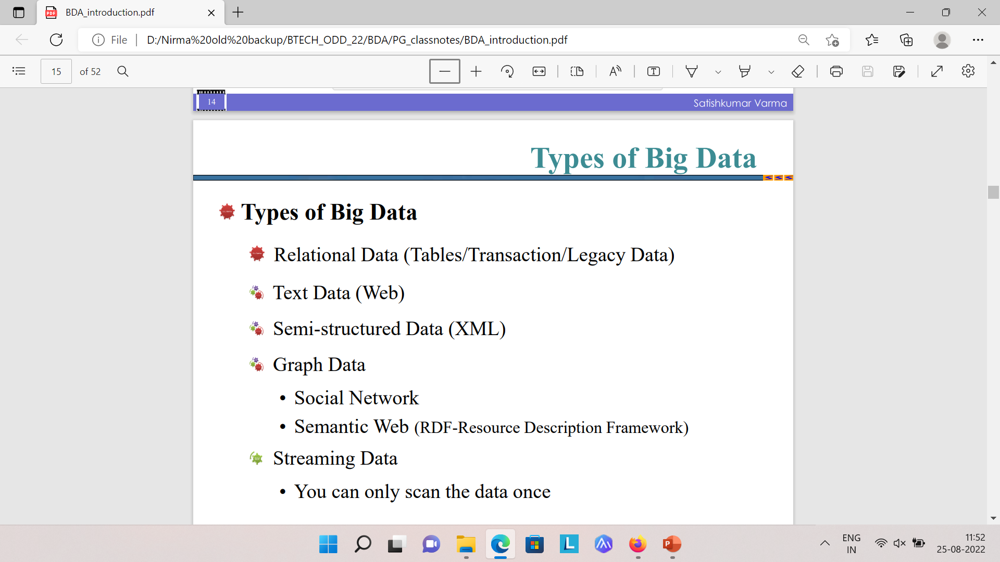 BDA_introduction.pdf
File
D:/Nirma%20old%20backup/BTECH_ODD_22/BDA/PG_classnotes/BDA_introduction.pdf
15 of 52
14
Satishkumar Varma
Types of Big Data
Types of Big Data
Relational Data (Tables/Transaction/Legacy Data)
Text Data (Web)
Semi-structured Data (XML)
Graph Data
• Social Network
• Semantic Web (RDF-Resource Description Framework)
Streaming Data
• You can only scan the data once
ENG
IN
11:52
25-08-2022